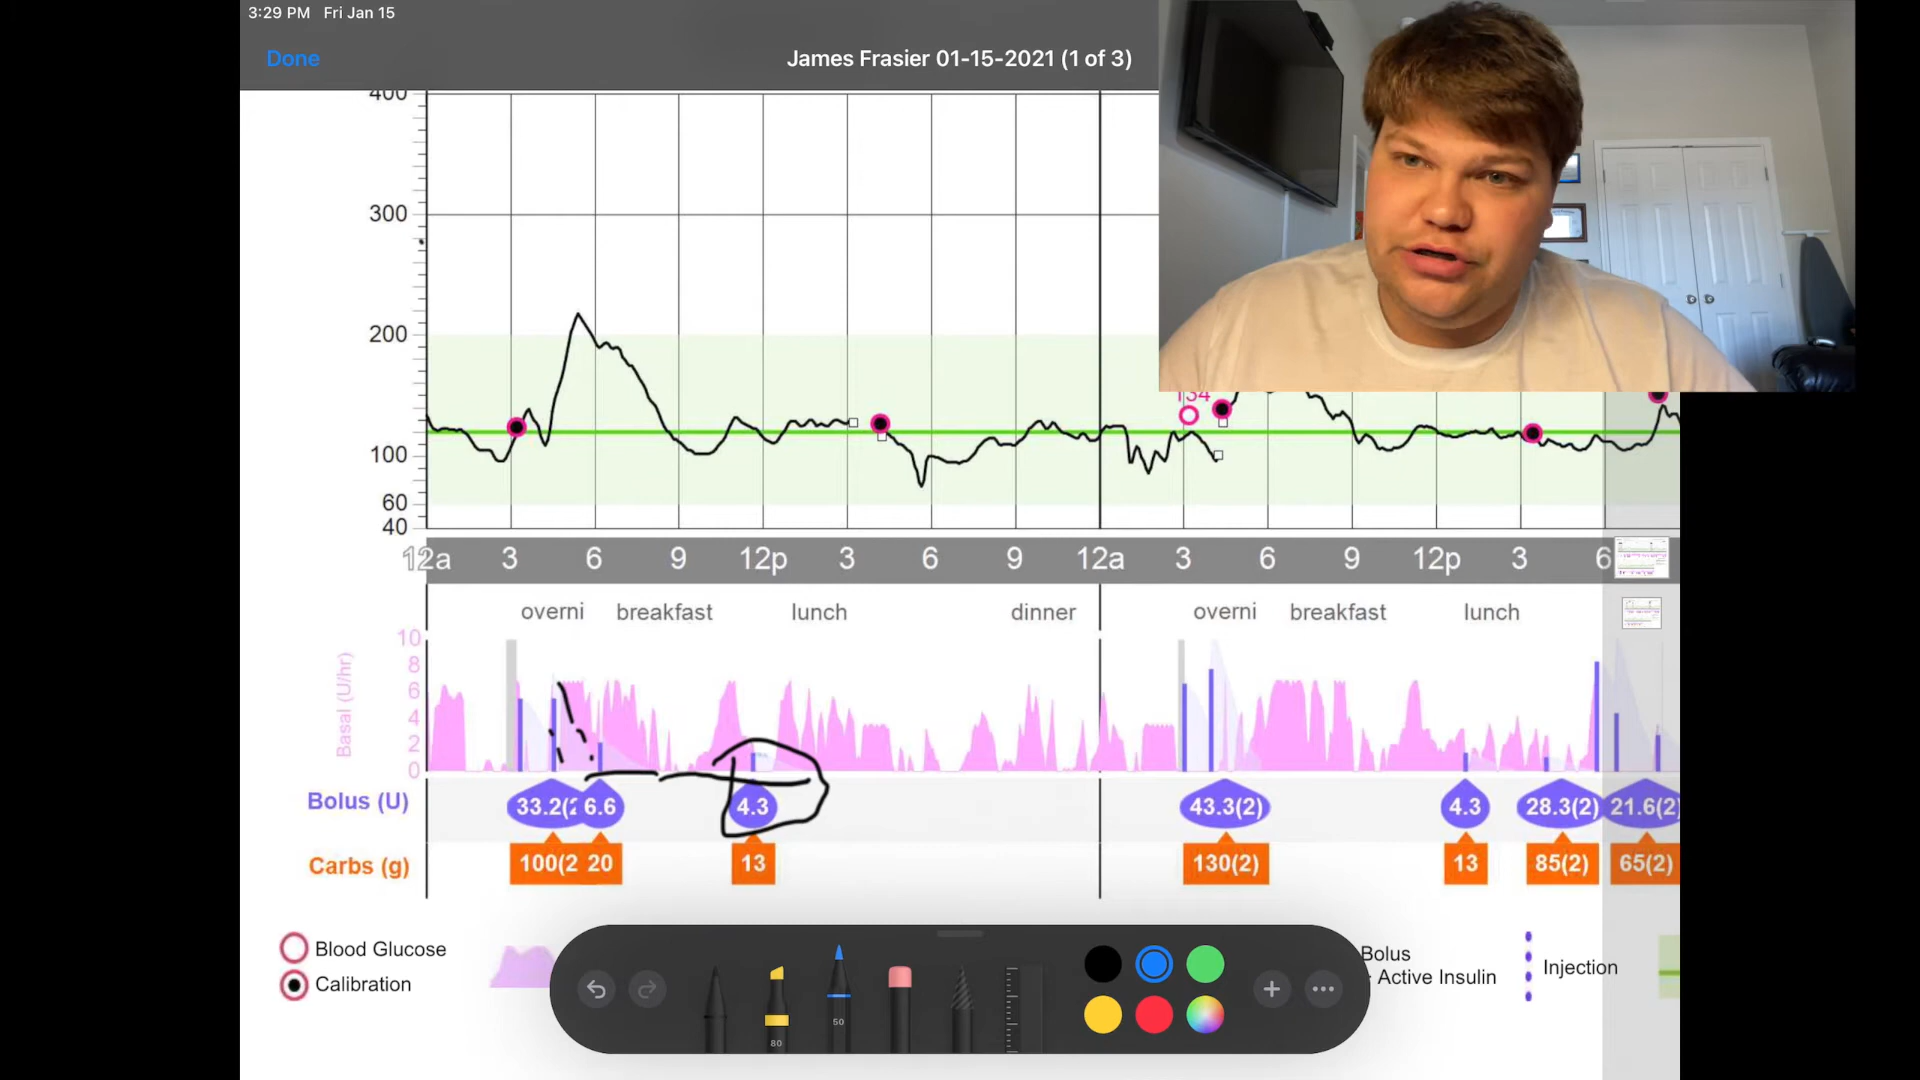 3:29 PM Fri Jan 15
Done
James Frasier 01-15-2021 (1 of 3)
400
300
200
100
60
40
134
12a 3 6 9 12p 3 6 9 12a 3 6 9 12p 3 6
overni breakfast lunch dinner overni breakfast lunch
Basal (U/hr)
10
8
6
4
2
0
Bolus (U) 33.2(2 6.6 4.3 43.3(2) 4.3 28.3(2) 21.6(2)
Carbs (g) 100(2 20 13 130(2) 13 85(2) 65(2)
Blood Glucose
Calibration
Bolus
Active Insulin
Injection
80
50